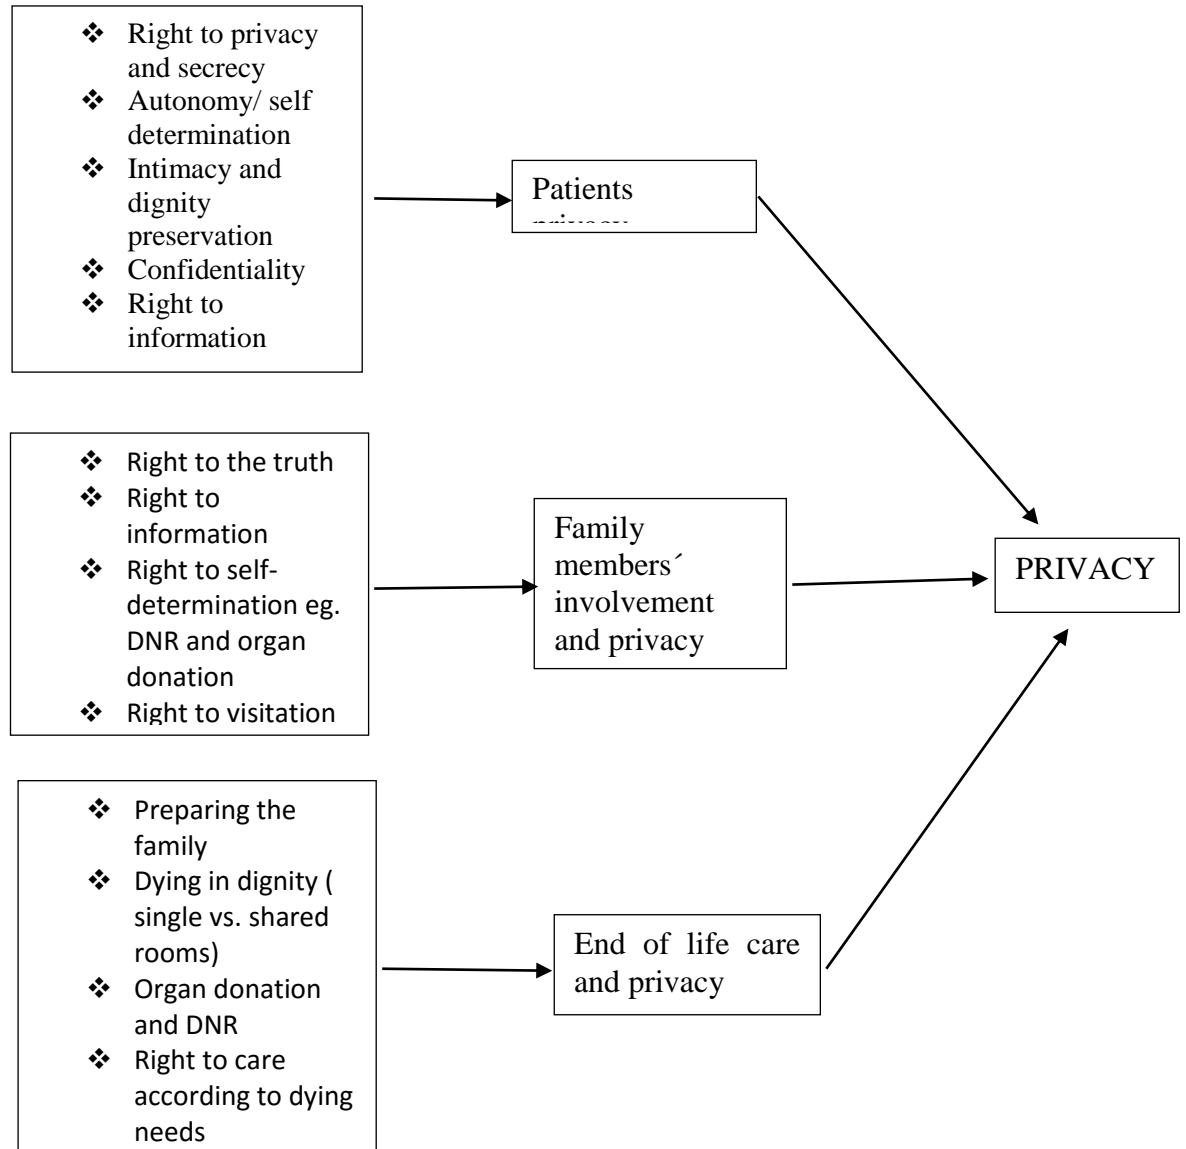 ❖ Right to privacy
and secrecy
❖ Autonomy/ self
determination
❖ Intimacy and
dignity
preservation
❖ Confidentiality
❖ Right to
information
Patients
privacy
❖ Right to the truth
❖ Right to
information
❖ Right to self-
determination eg.
DNR and organ
donation
❖ Right to visitation
Family
members´
involvement
and privacy
❖ Preparing the
family
❖ Dying in dignity (
single vs. shared
rooms)
❖ Organ donation
and DNR
❖ Right to care
according to dying
needs
End of life care
and privacy
PRIVACY